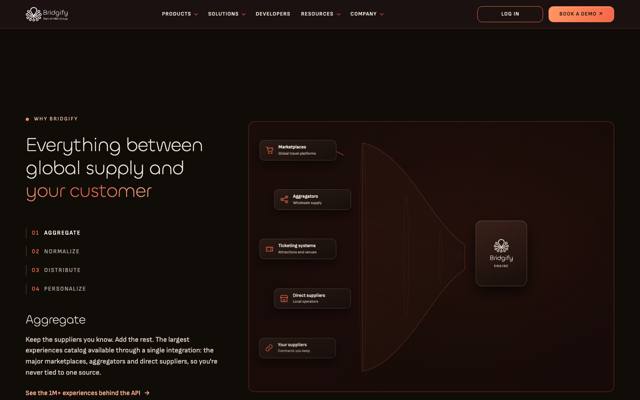 Bridgify
PRODUCTS
SOLUTIONS
DEVELOPERS
RESOURCES
COMPANY
LOG IN
BOOK A DEMO ↗
WHY BRIDGIFY
Everything between
global supply and
your customer
01 AGGREGATE
02 NORMALIZE
03 DISTRIBUTE
04 PERSONALIZE
Aggregate
Keep the suppliers you know. Add the rest. The largest
experiences catalog available through a single integration: the
major marketplaces, aggregators and direct suppliers, so you're
never tied to one source.
See the 1M+ experiences behind the API →
Marketplaces
Global travel platforms
Aggregators
Wholesale supply
Ticketing systems
Attractions and venues
Direct suppliers
Local operators
Your suppliers
Contracts you keep
Bridgify
ENGINE